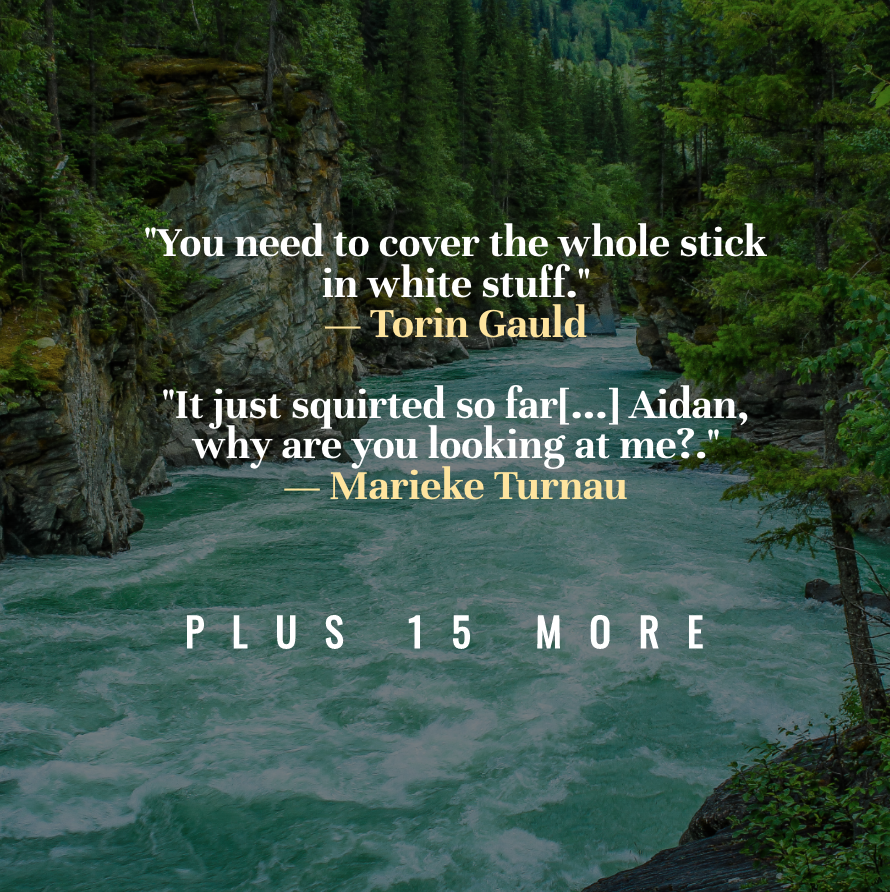 "You need to cover the whole stick
in white stuff."
— Torin Gauld
"It just squirted so far[...] Aidan,
why are you looking at me?."
— Marieke Turnau
PLUS 15 MORE